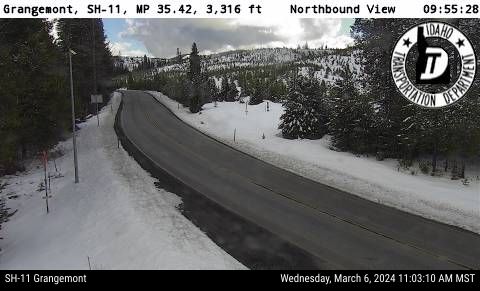 Grangemont, SH-11, MP 35.42, 3,316 ft Northbound View 09:55:28
IDAHO
TRANSPORTATION DEPARTMENT
SH-11 Grangemont Wednesday, March 6, 2024 11:03:10 AM MST